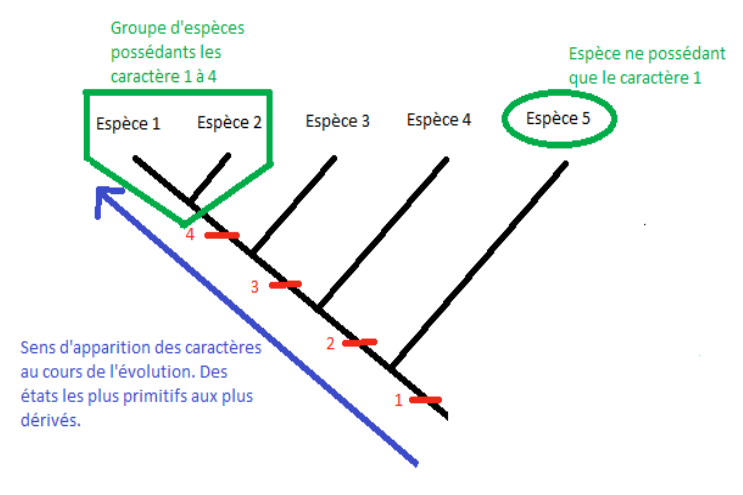 Groupe d'espèces
possédants les
caractère 1 à 4
Espèce ne possédant
que le caractère 1
Espèce 1
Espèce 2
Espèce 3
Espèce 4
Espèce 5
4
3
2
1
Sens d'apparition des caractères
au cours de l'évolution. Des
états les plus primitifs aux plus
dérivés.